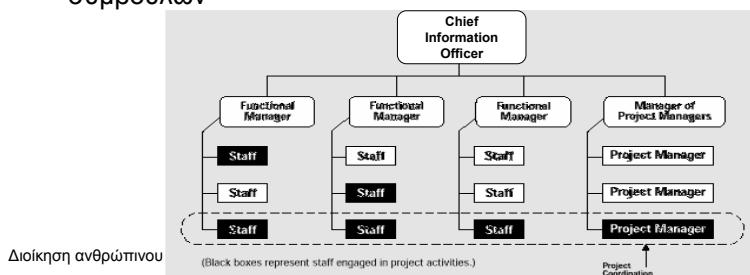 συμβούλων
Chief
Information
Officer
Functional
Manager
Functional
Manager
Functional
Manager
Manager of
Project Managers
Staff
Staff
Staff
Project Manager
Staff
Staff
Staff
Project Manager
Staff
Staff
Staff
Project Manager
Διοίκηση ανθρώπινου
(Black boxes represent staff engaged in project activities.)
Project
Coordination